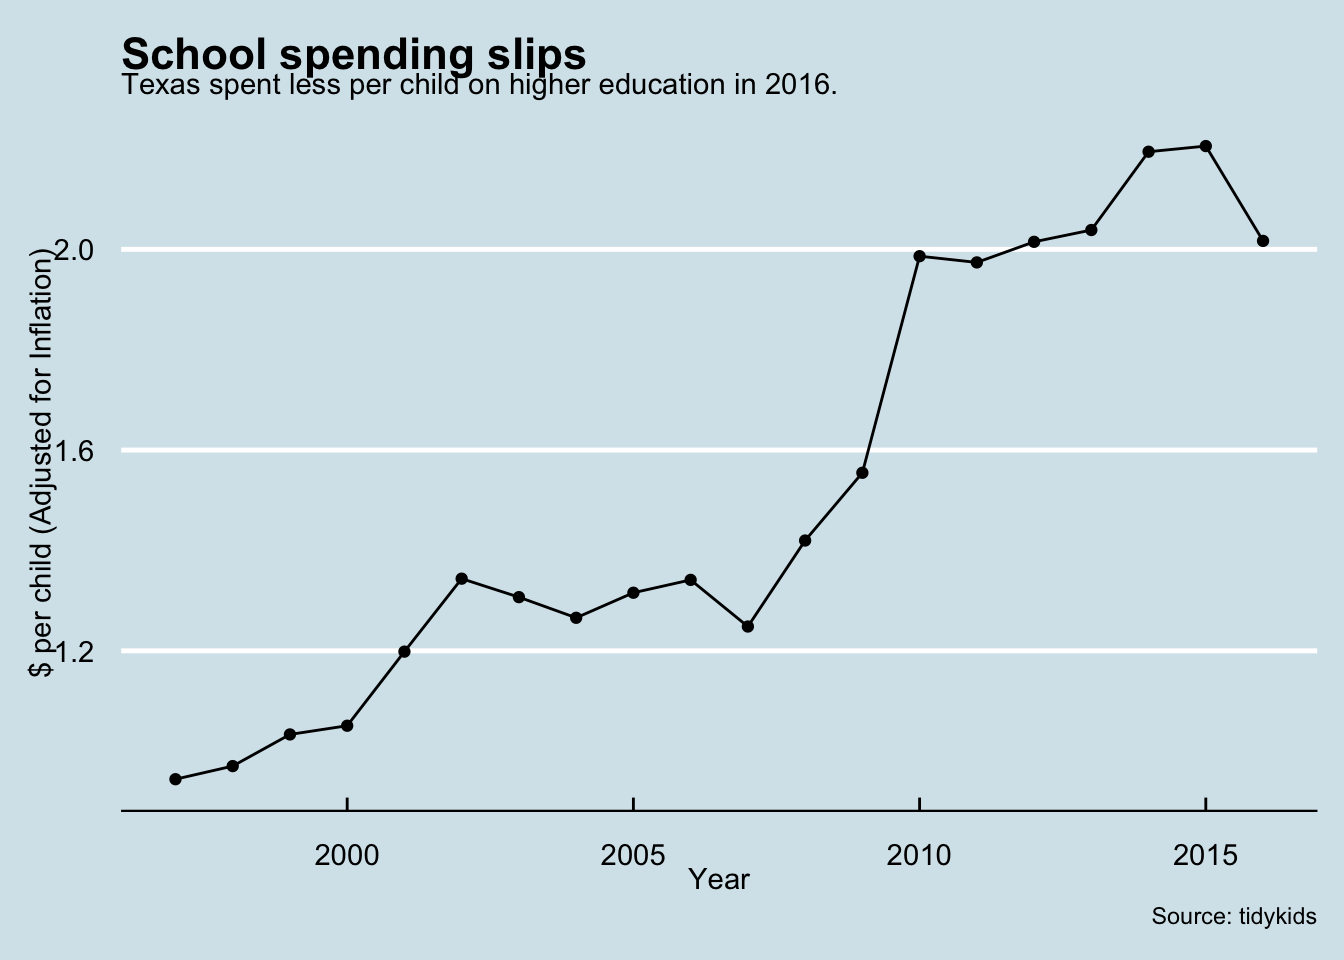 School spending slips
Texas spent less per child on higher education in 2016.
$ per child (Adjusted for Inflation)
2.0
1.6
1.2
2000 2005 2010 2015
Year
Source: tidykids